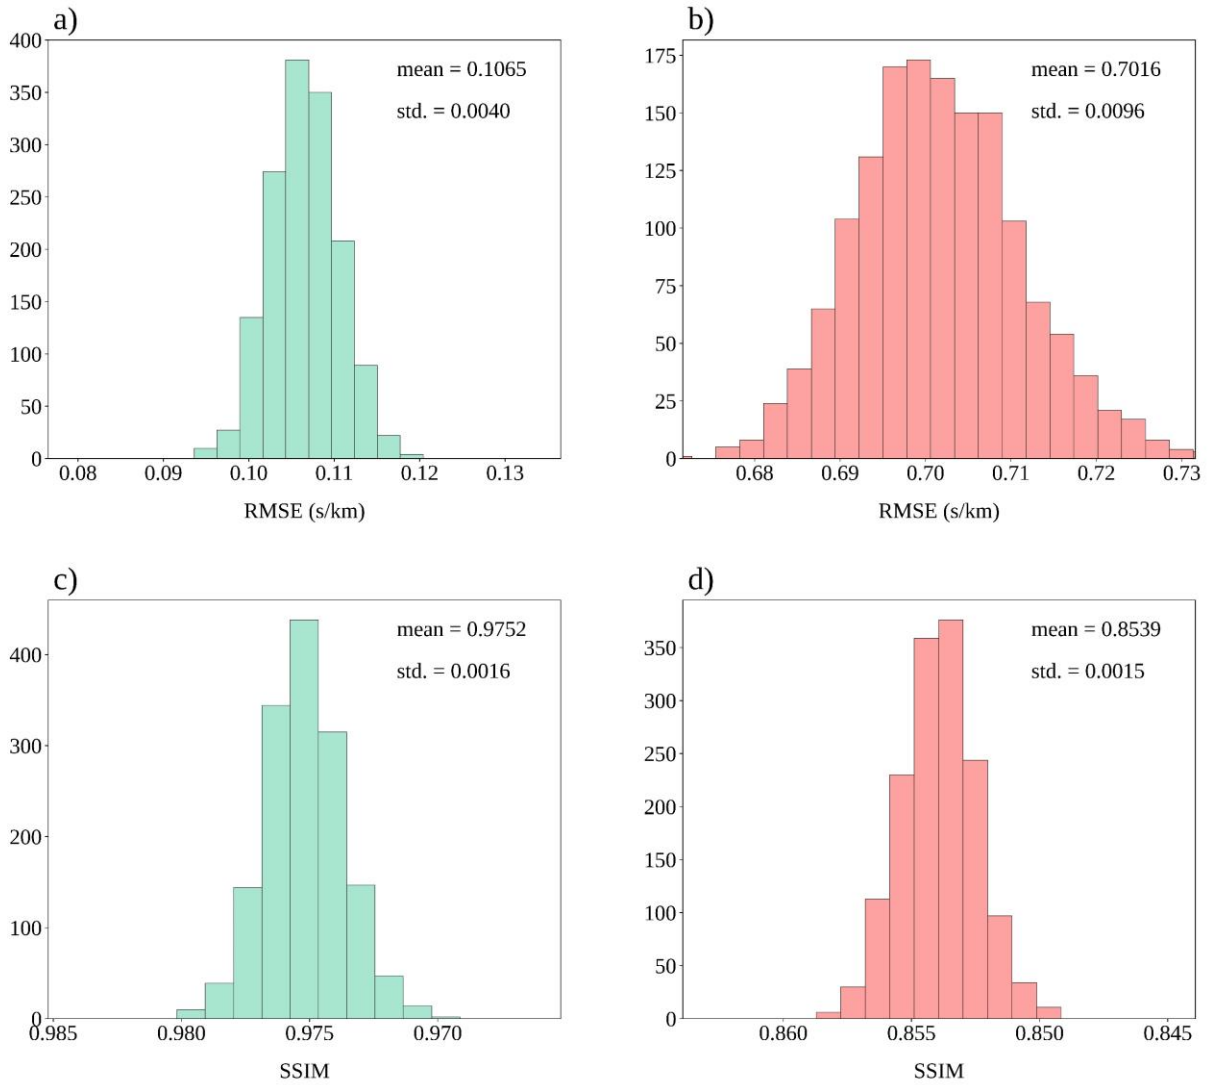 a)
400
350
300
250
200
150
100
50
0
mean = 0.1065
std. = 0.0040
0.08 0.09 0.10 0.11 0.12 0.13
RMSE (s/km)
b)
175
150
125
100
75
50
25
0
mean = 0.7016
std. = 0.0096
0.68 0.69 0.70 0.71 0.72 0.73
RMSE (s/km)
c)
400
300
200
100
0
mean = 0.9752
std. = 0.0016
0.985 0.980 0.975 0.970
SSIM
d)
350
300
250
200
150
100
50
0
mean = 0.8539
std. = 0.0015
0.860 0.855 0.850 0.845
SSIM